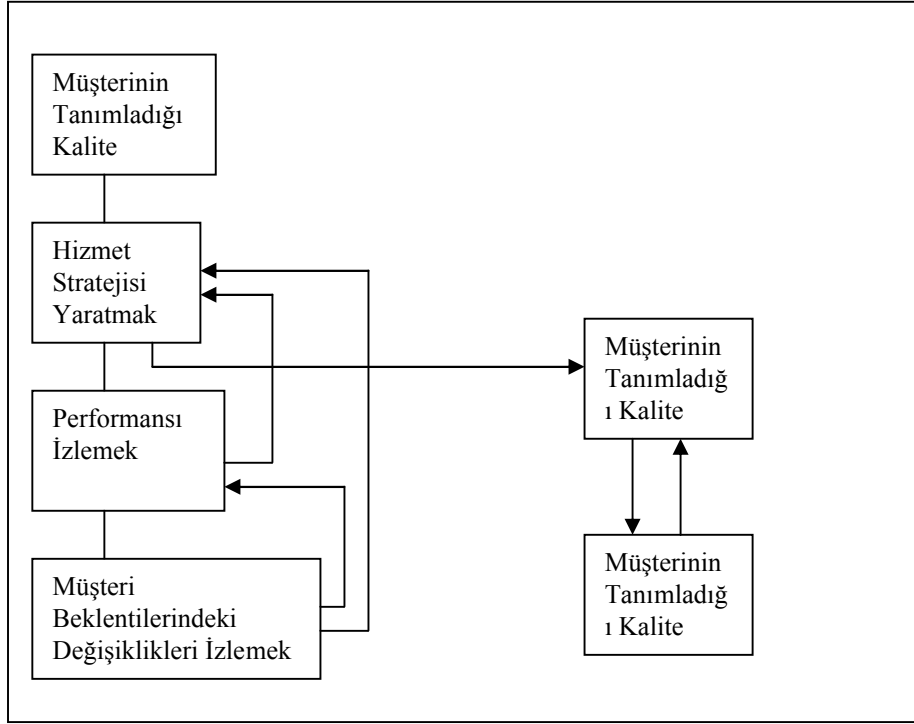 Müşterinin
Tanımladığı
Kalite
Hizmet
Stratejisi
Yaratmak
Performansı
İzlemek
Müşteri
Beklentilerindeki
Değişiklikleri İzlemek
Müşterinin
Tanımladığ
ı Kalite
Müşterinin
Tanımladığ
ı Kalite